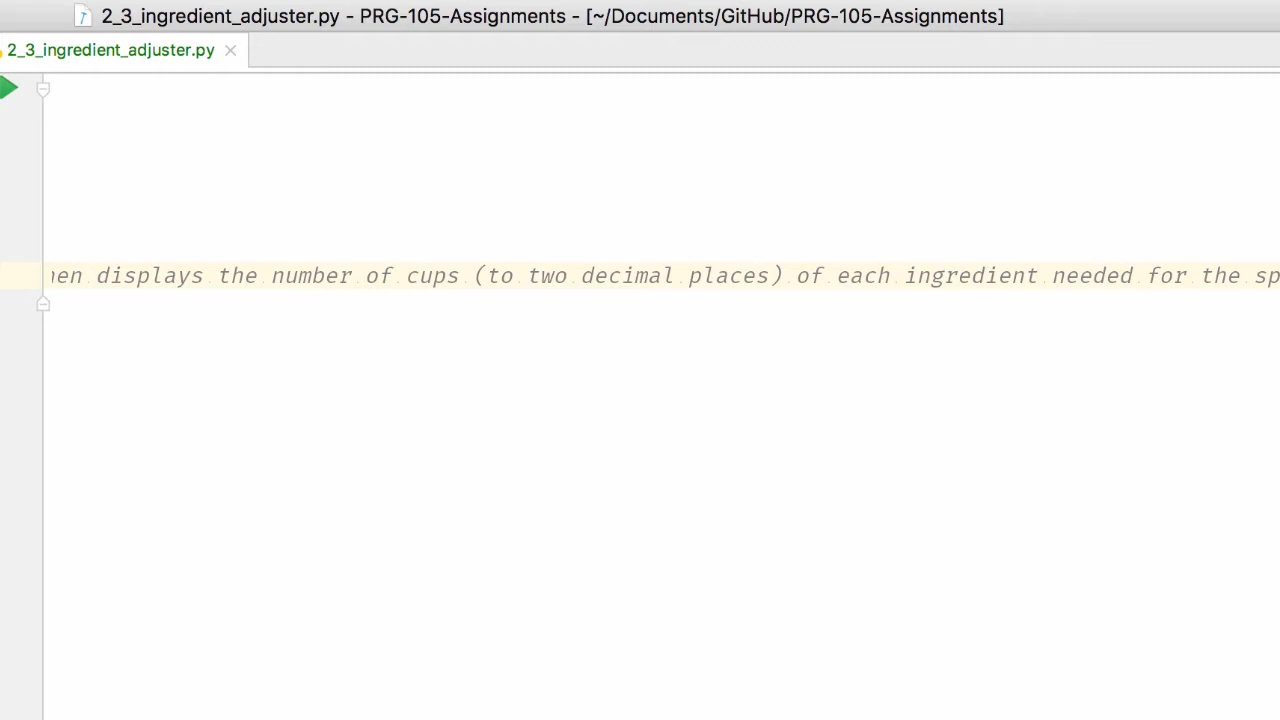 2_3_ingredient_adjuster.py - PRG-105-Assignments - [~/Documents/GitHub/PRG-105-Assignments]
2_3_ingredient_adjuster.py
displays the number of cups (to two decimal places) of each ingredient needed for the